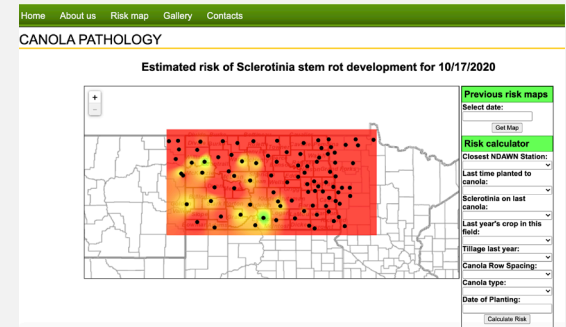 Home About us Risk map Gallery Contacts
CANOLA PATHOLOGY
Estimated risk of Sclerotinia stem rot development for 10/17/2020
+
-
Previous risk maps
Select date:
Get Map
Risk calculator
Closest NDAWN Station:
Last time planted to
canola:
Sclerotinia on last
canola:
Last year's crop in this
field:
Tillage last year:
Canola Row Spacing:
Canola type:
Date of Planting:
Calculate Risk